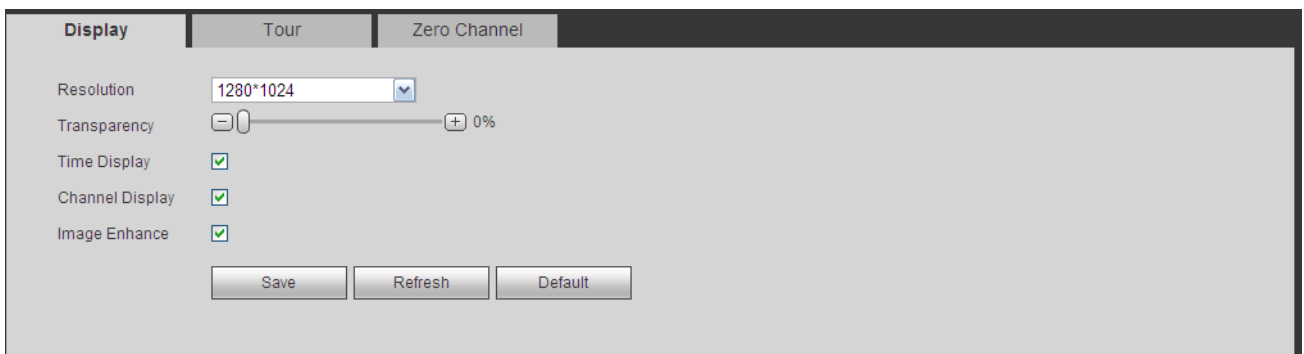 Display Tour Zero Channel
Resolution 1280*1024
Transparency 0%
Time Display
Channel Display
Image Enhance
Save Refresh Default